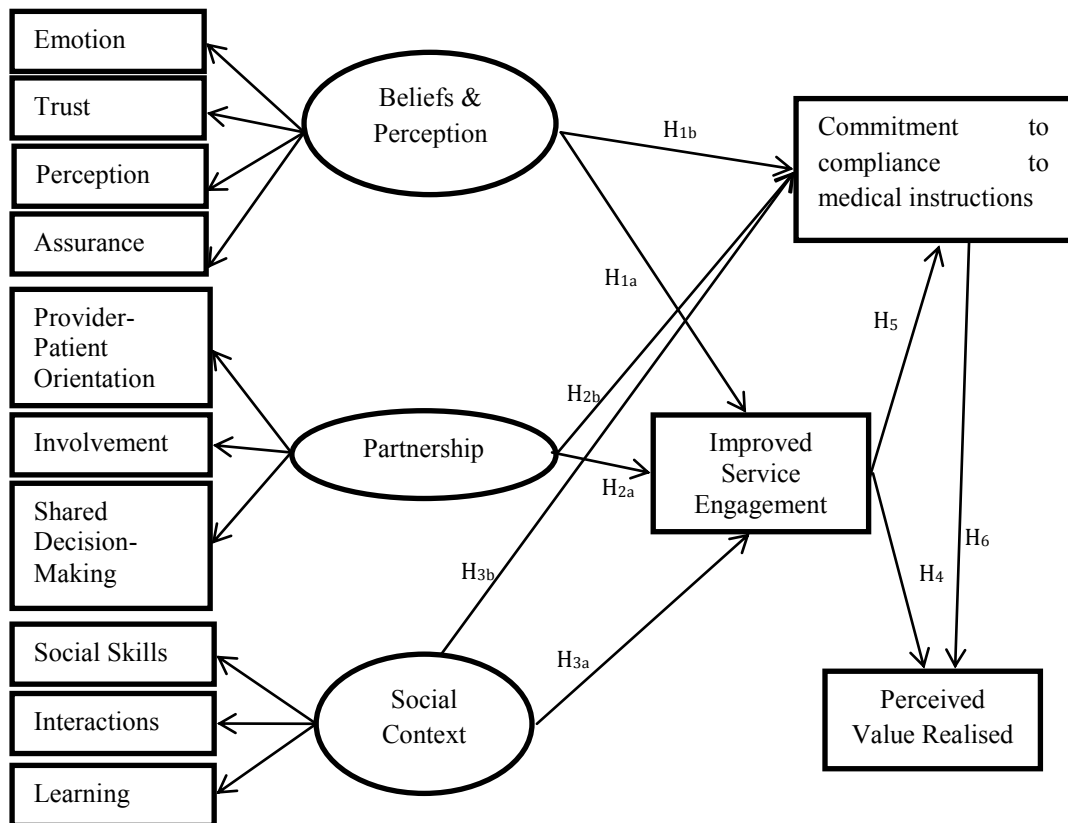 Emotion
Trust
Perception
Assurance
Provider-
Patient
Orientation
Involvement
Shared
Decision-
Making
Social Skills
Interactions
Learning
Beliefs &
Perception
Partnership
Social
Context
H1b
H1a
H2b
H2a
H3b
H3a
Commitment to
compliance to
medical instructions
Improved
Service
Engagement
H5
H4
H6
Perceived
Value Realised